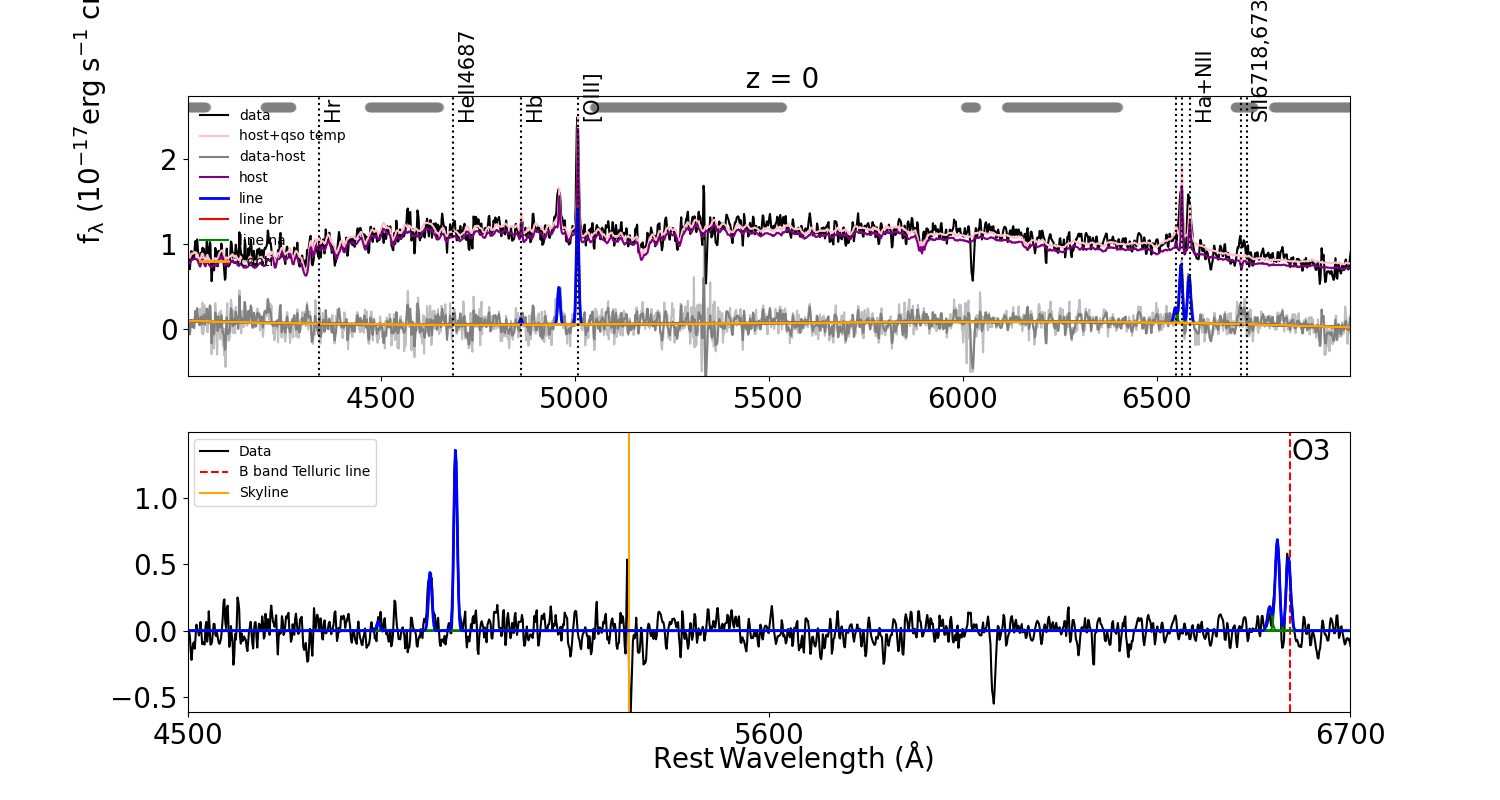 z = 0
f_λ (10^−17 erg s^−1 c
Hr
HeII4687
Hb
[OIII]
Ha+NII
SII6718,673
data
host+qso temp
data-host
host
line
line br
line na
2
1
0
4500 5000 5500 6000 6500
Data
B band Telluric line
Skyline
O3
1.0
0.5
0.0
−0.5
4500 5600 6700
Rest Wavelength (Å)